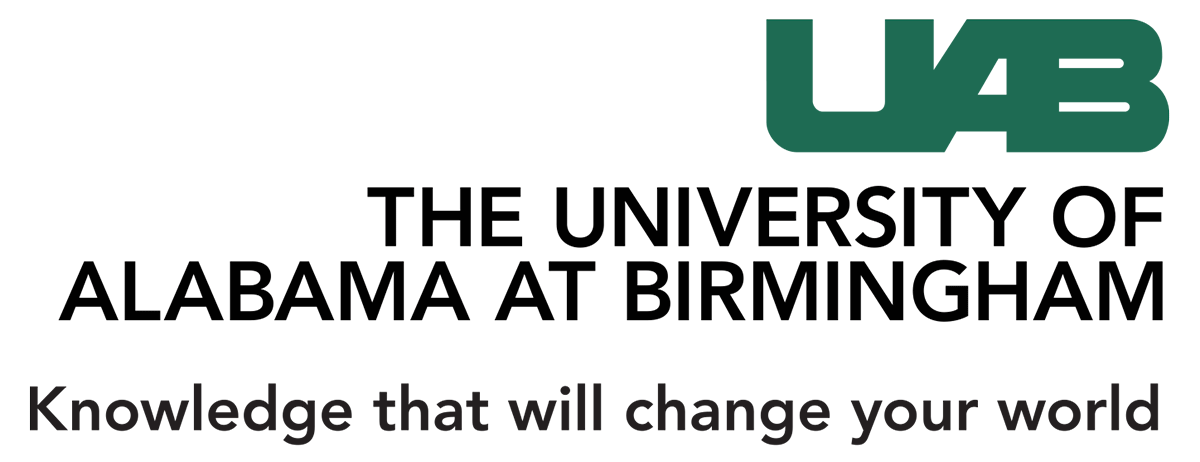 UAB
THE UNIVERSITY OF
ALABAMA AT BIRMINGHAM
Knowledge that will change your world